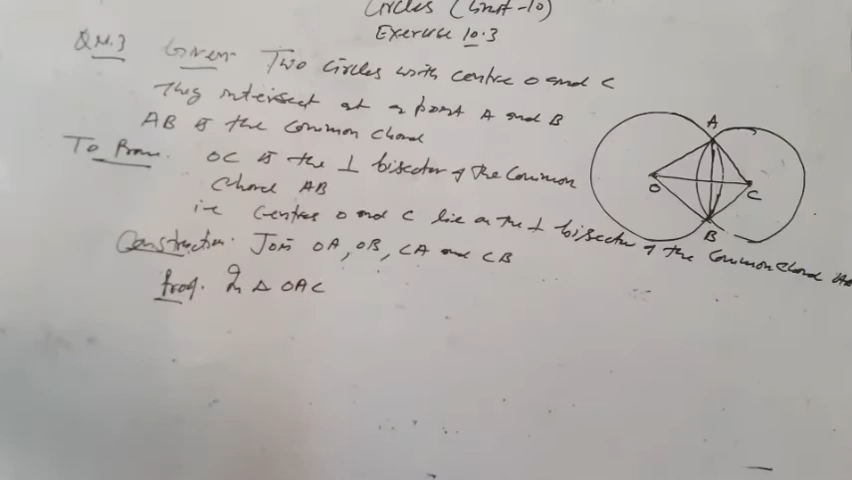 Circles (Unit-10)
Exercise 10.3
Q N.3 Given Two circles with centre O and C
They intersect at a point A and B
AB is the common chord
To Prove. OC is the ⊥ bisector of the common
chord AB
i.e Centres O and C lie on the ⊥ bisector of the common chord AB
Construction. Join OA, OB, CA and CB
Proof. In △ OAC
A
O
C
B